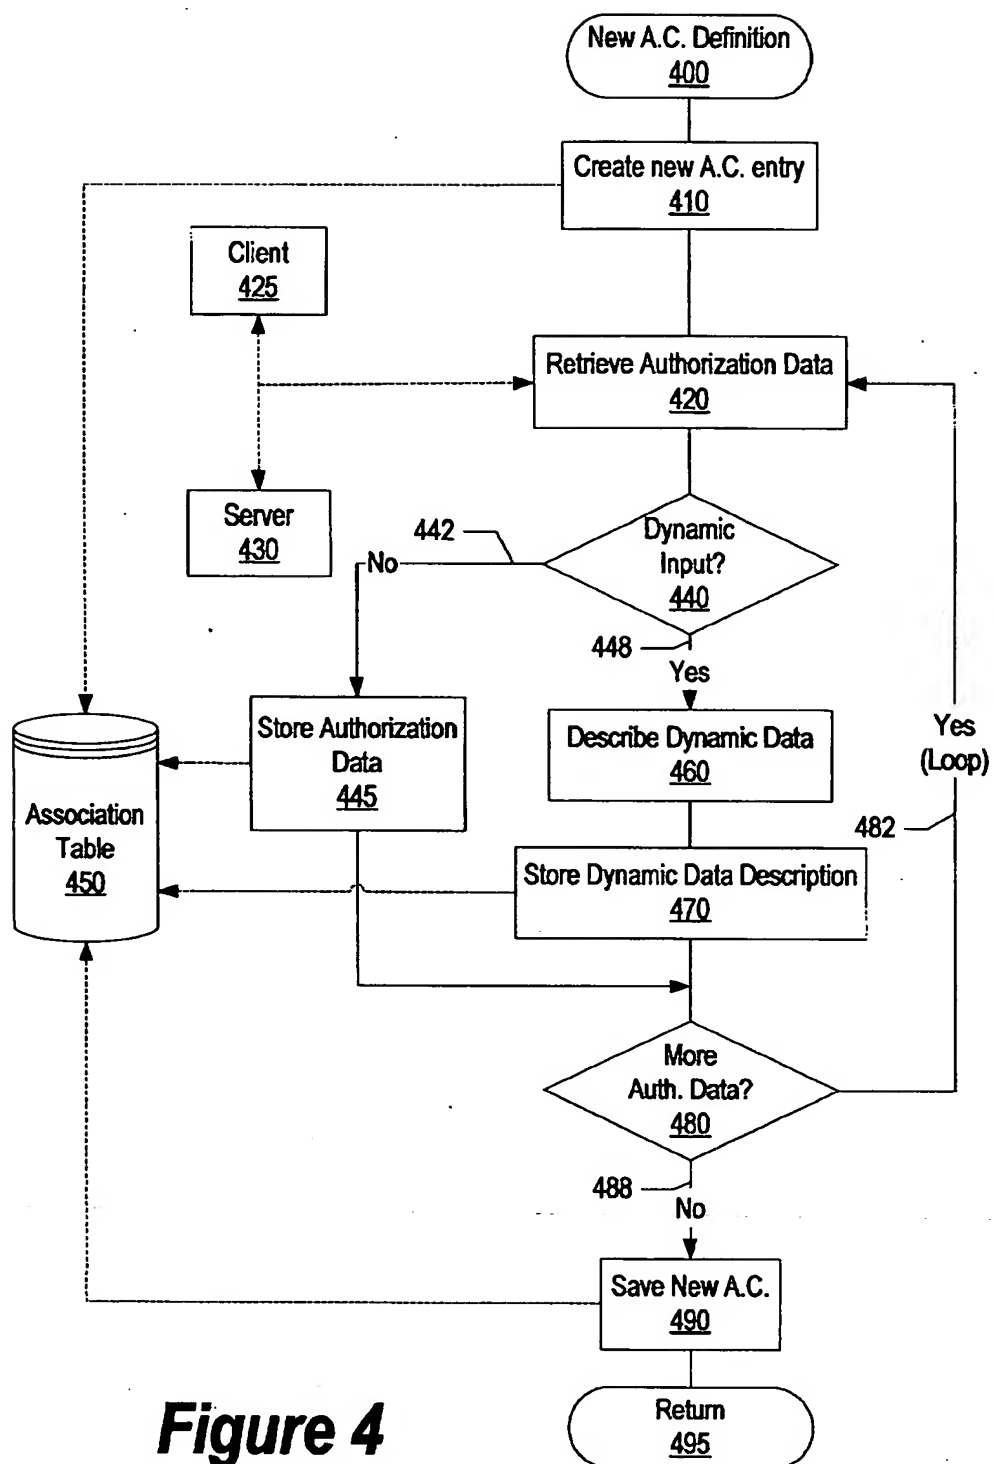 New A.C. Definition
400
Create new A.C. entry
410
Client
425
Retrieve Authorization Data
420
Server
430
442
No
Dynamic
Input?
440
448
Yes
Store Authorization
Data
445
Describe Dynamic Data
460
Yes
(Loop)
482
Association
Table
450
Store Dynamic Data Description
470
More
Auth. Data?
480
488
No
Save New A.C.
490
Return
495
Figure 4